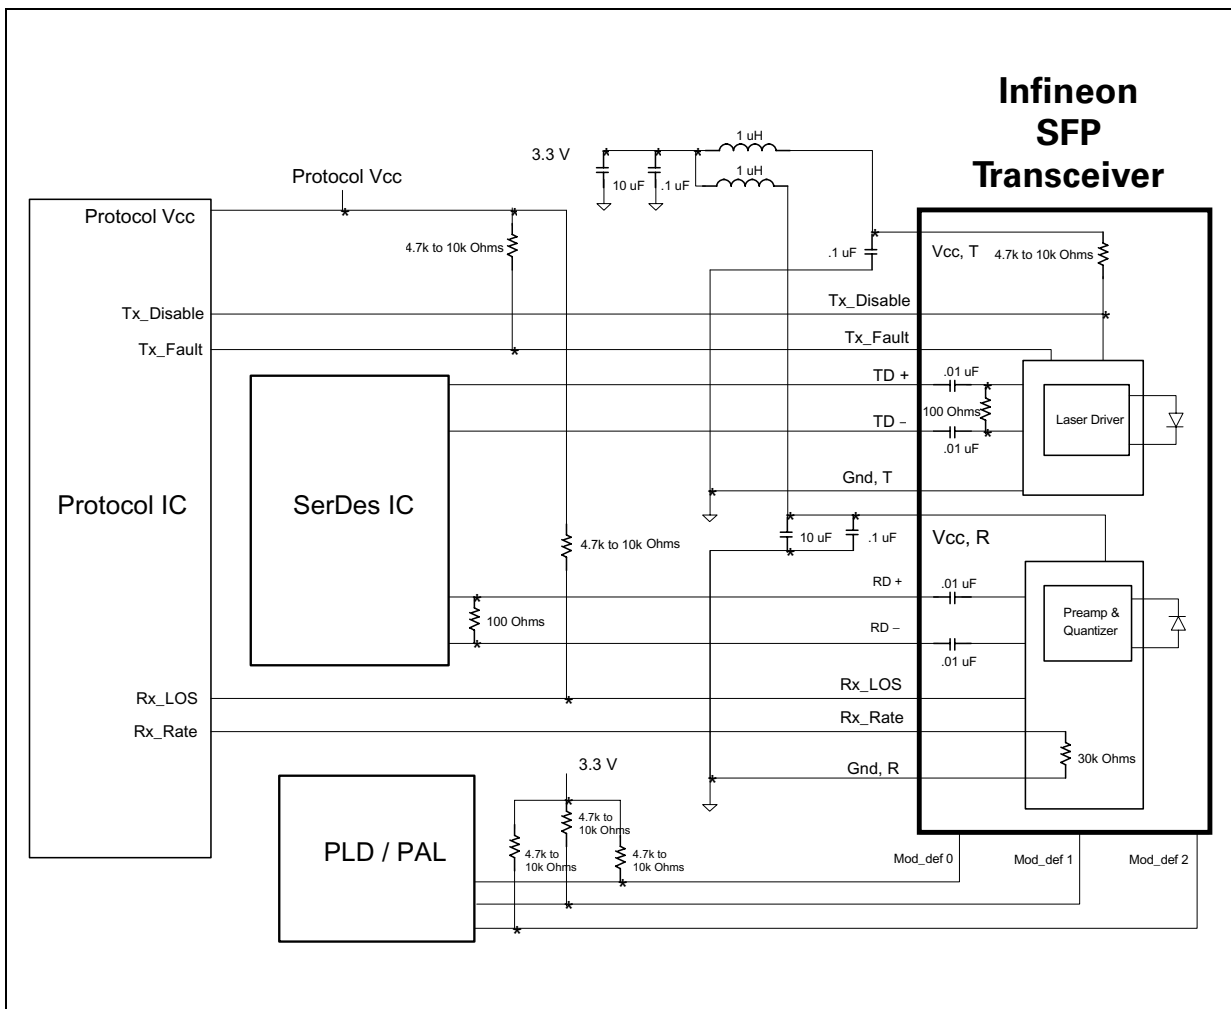 Infineon
SFP
Transceiver
1 uH
3.3 V
1 uH
10 uF
.1 uF
Protocol Vcc
Protocol Vcc
4.7k to 10k Ohms
.1 uF
Vcc, T
4.7k to 10k Ohms
Tx_Disable
Tx_Disable
Tx_Fault
Tx_Fault
TD +
.01 uF
100 Ohms
Laser Driver
TD –
.01 uF
Gnd, T
Protocol IC
SerDes IC
4.7k to 10k Ohms
10 uF
.1 uF
Vcc, R
RD +
.01 uF
100 Ohms
Preamp &
Quantizer
RD –
.01 uF
Rx_LOS
Rx_LOS
Rx_Rate
Rx_Rate
30k Ohms
Gnd, R
3.3 V
PLD / PAL
4.7k to
10k Ohms
4.7k to
10k Ohms
4.7k to
10k Ohms
Mod_def 0
Mod_def 1
Mod_def 2